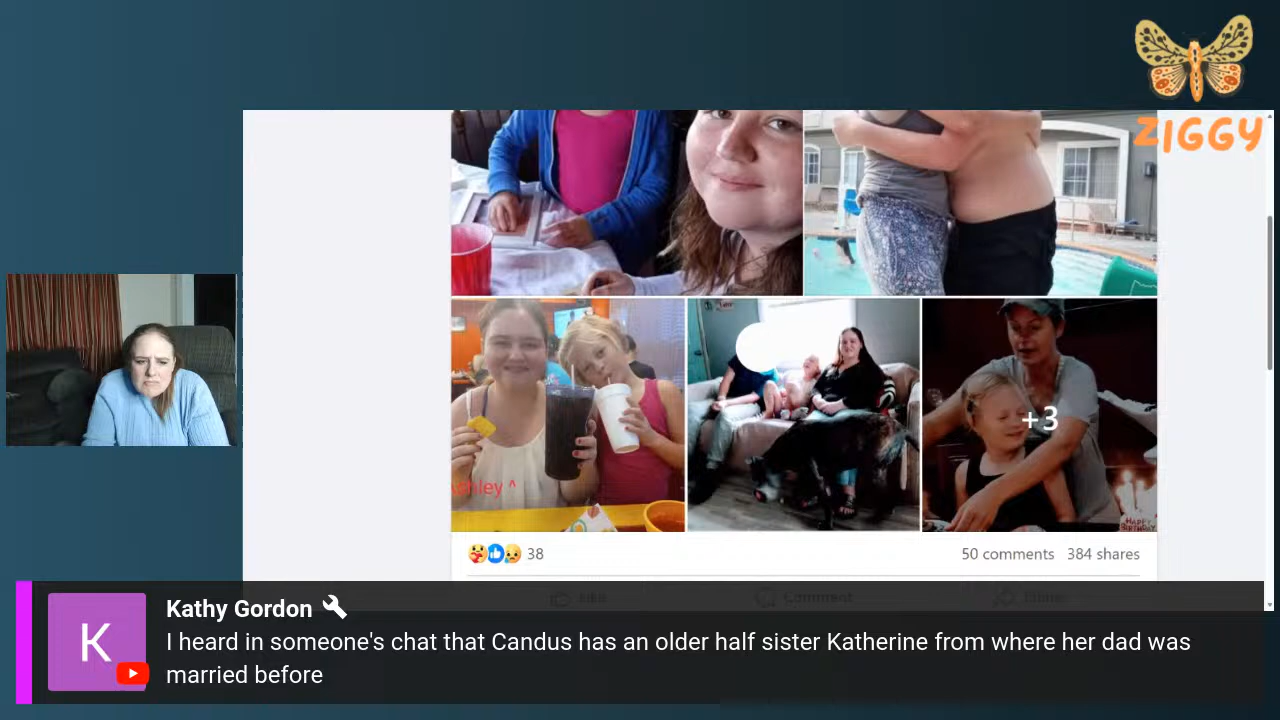 ZIGGY
+3
38
50 comments 384 shares
Comment
Kathy Gordon
K
I heard in someone's chat that Candus has an older half sister Katherine from where her dad was
married before